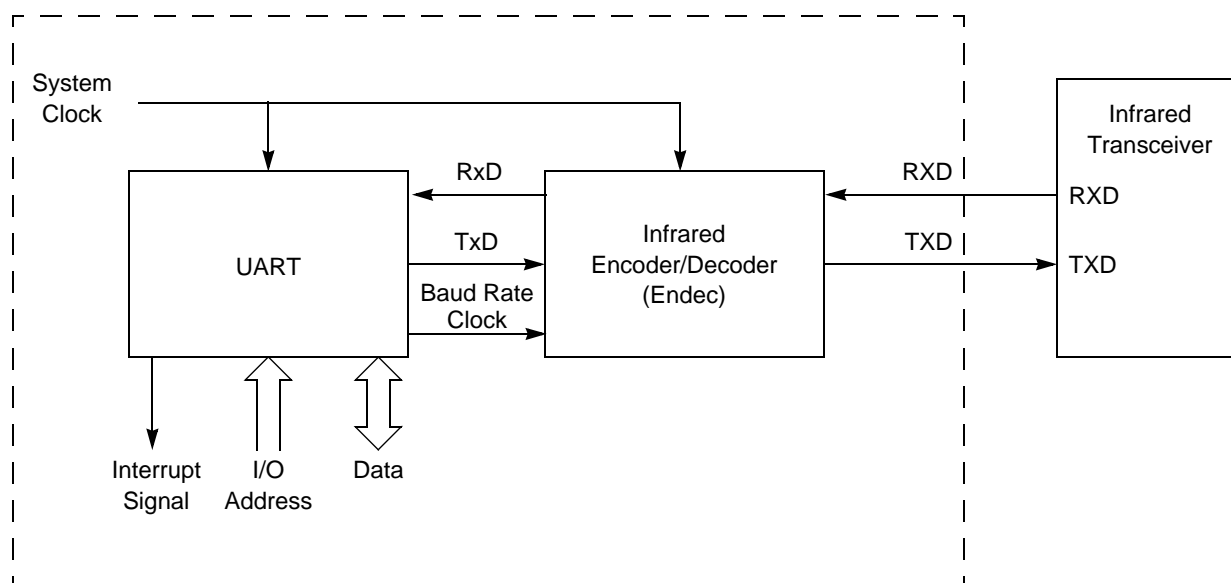 System
Clock
Infrared
Transceiver
RxD
RXD
RXD
UART
TxD
Infrared
Encoder/Decoder
(Endec)
TXD
TXD
Baud Rate
Clock
Interrupt
Signal
I/O
Address
Data